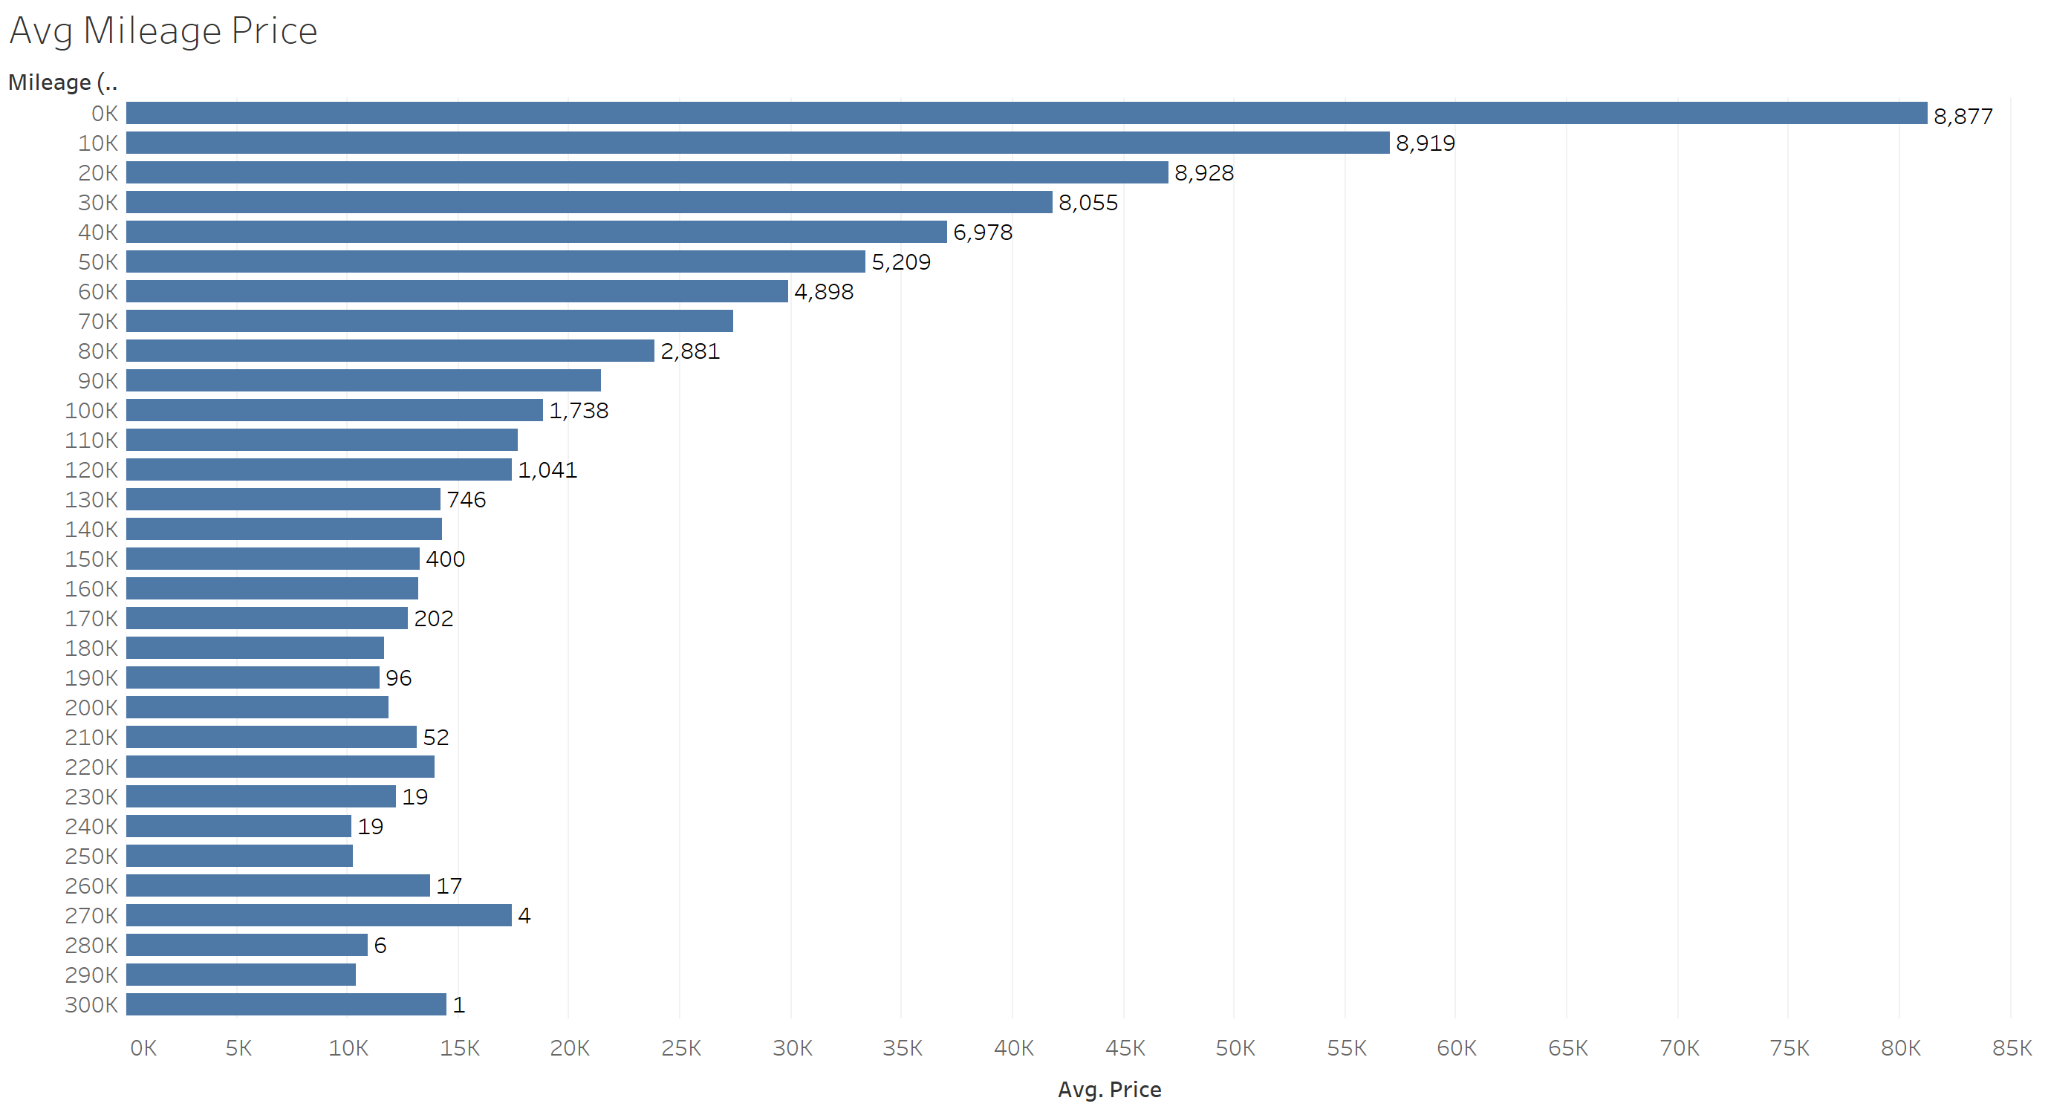 Avg Mileage Price
Mileage (..
0K 8,877
10K 8,919
20K 8,928
30K 8,055
40K 6,978
50K 5,209
60K 4,898
70K
80K 2,881
90K
100K 1,738
110K
120K 1,041
130K 746
140K
150K 400
160K
170K 202
180K
190K 96
200K
210K 52
220K
230K 19
240K 19
250K
260K 17
270K 4
280K 6
290K
300K 1
0K 5K 10K 15K 20K 25K 30K 35K 40K 45K 50K 55K 60K 65K 70K 75K 80K 85K
Avg. Price